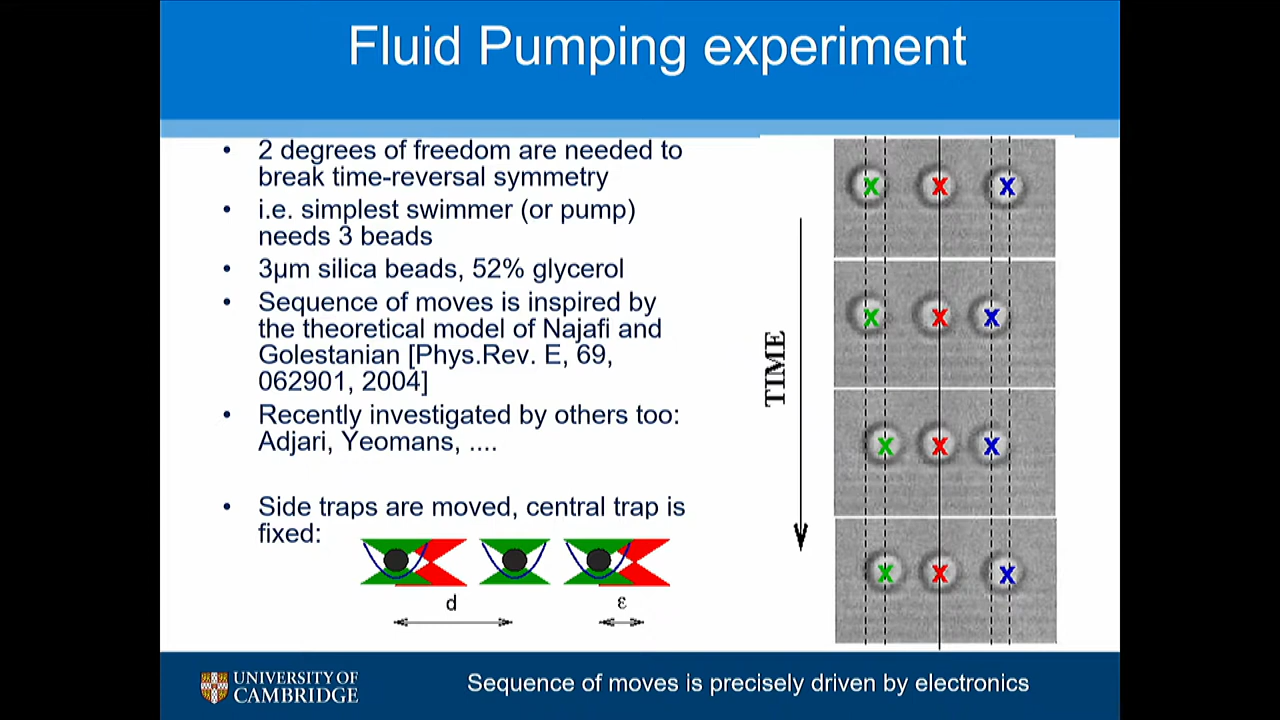 Fluid Pumping experiment
• 2 degrees of freedom are needed to
break time-reversal symmetry
• i.e. simplest swimmer (or pump)
needs 3 beads
• 3μm silica beads, 52% glycerol
• Sequence of moves is inspired by
the theoretical model of Najafi and
Golestanian [Phys.Rev. E, 69,
062901, 2004]
• Recently investigated by others too:
Adjari, Yeomans, ....
• Side traps are moved, central trap is
fixed:
d
ε
TIME
X X X
X X X
X X X
X X X
UNIVERSITY OF
CAMBRIDGE
Sequence of moves is precisely driven by electronics